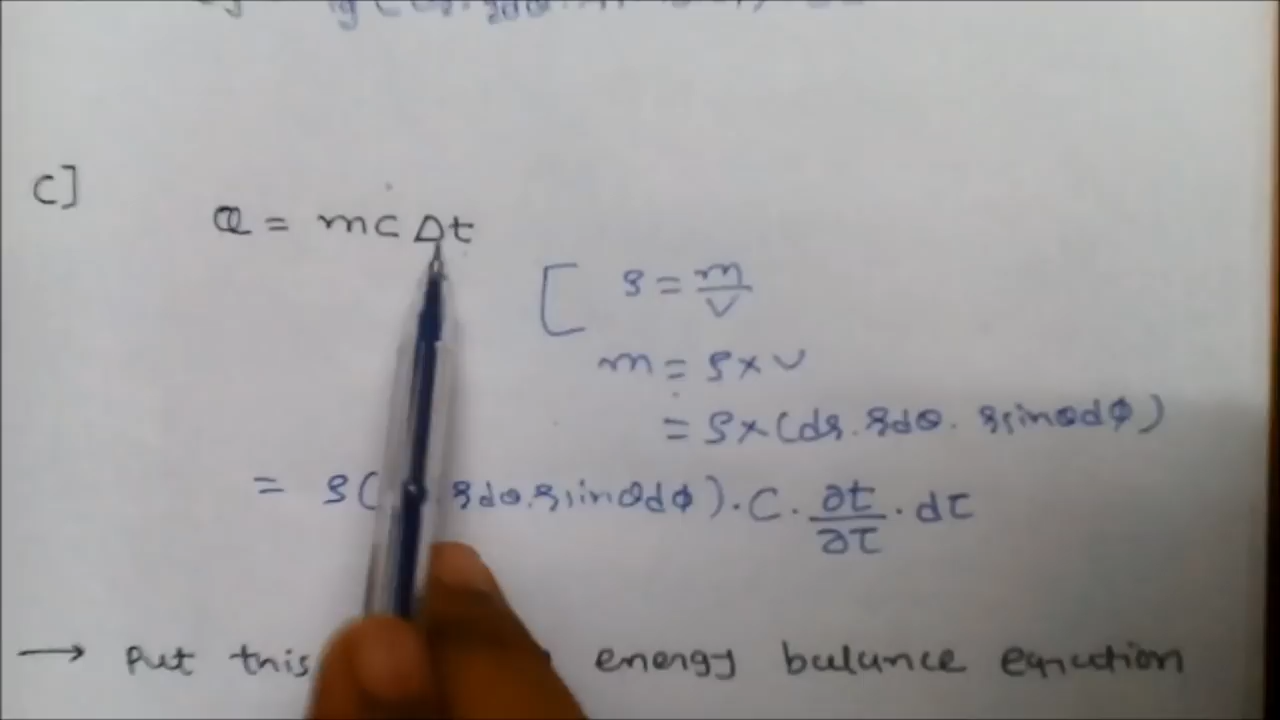 C]
Q = mcΔt
[ ρ = m/V
m = ρ × V
= ρ × (dr. rdθ. rsinθdϕ)
= ρ( . rdθ. rsinθdϕ). C. ∂t/∂τ . dτ
→ Put this energy balance equation